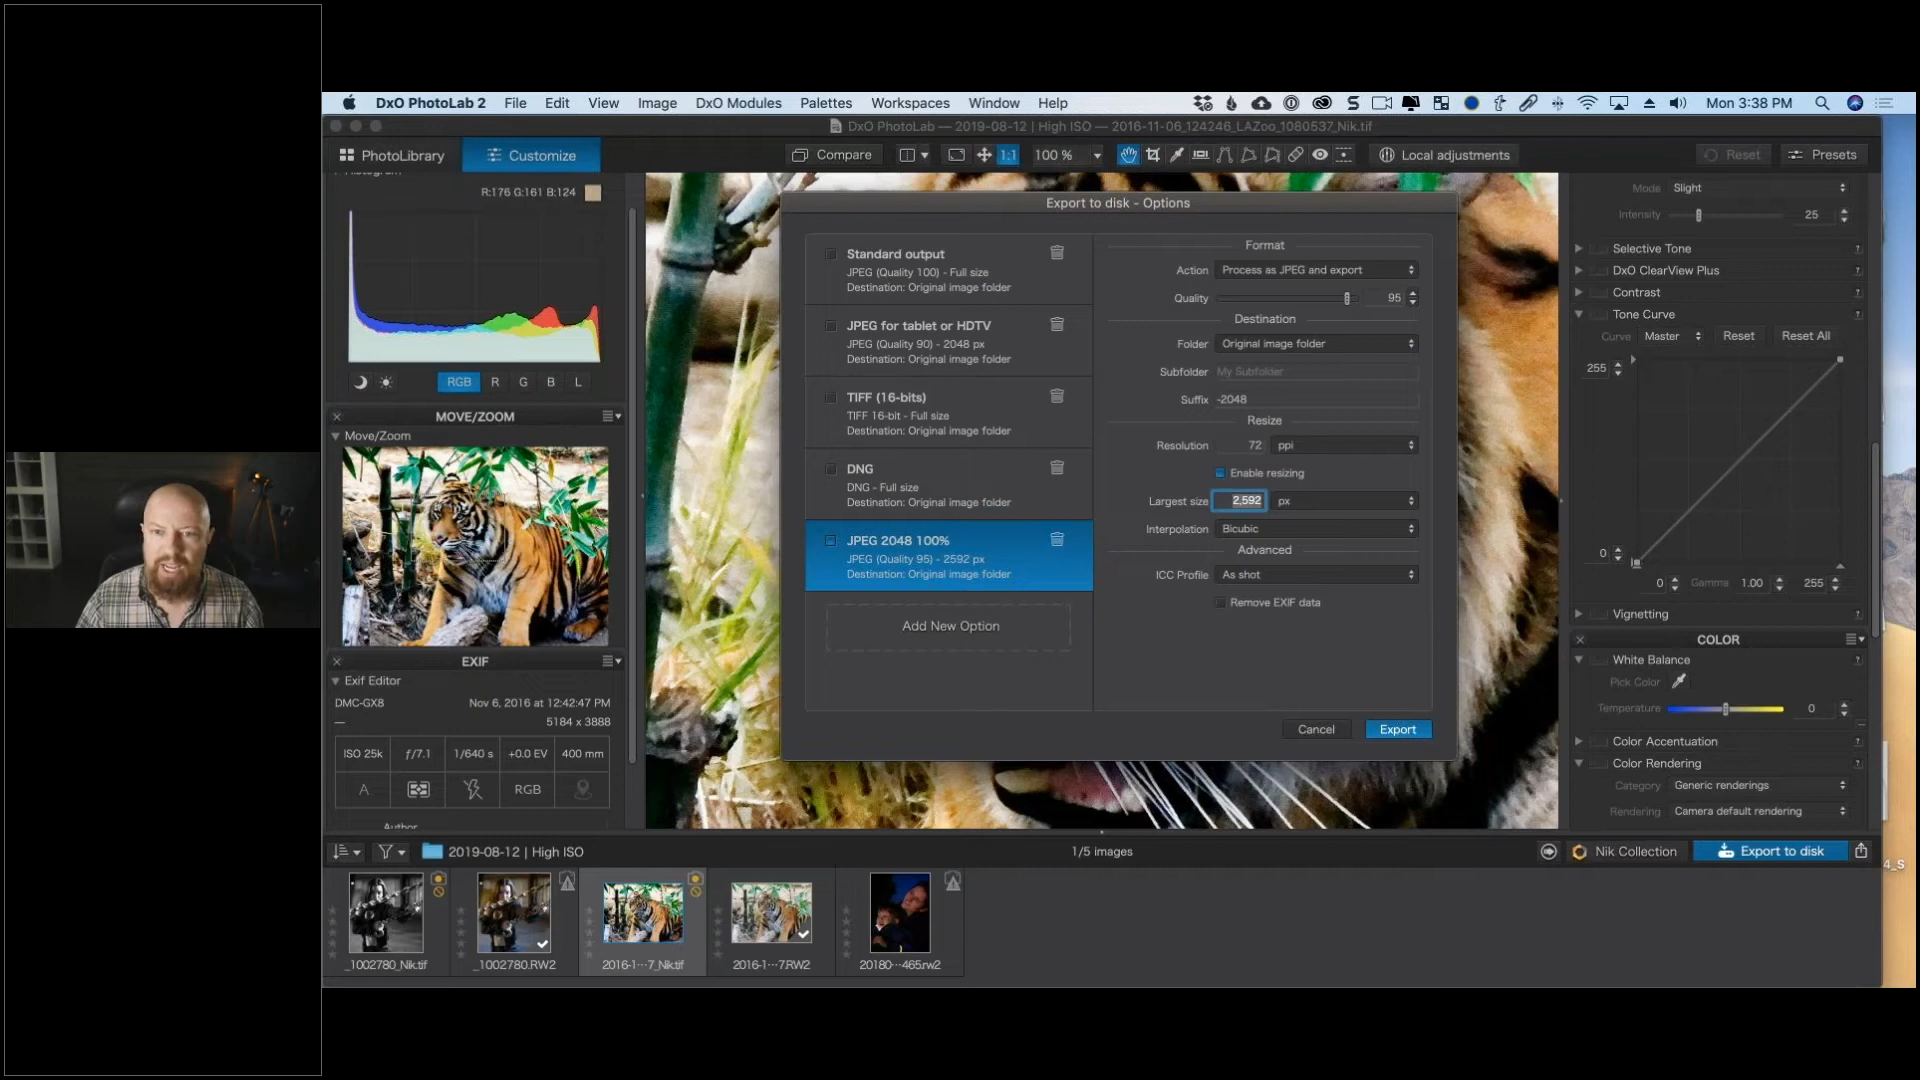 DxO PhotoLab 2 File Edit View Image DxO Modules Palettes Workspaces Window Help Mon 3:38 PM
DxO PhotoLab — 2019-08-12 | High ISO — 2016-11-06_124246_LAZoo_1080537_Nik.tif
PhotoLibrary Customize Compare 1:1 100 % Local adjustments Reset Presets
R:176 G:161 B:124
RGB R G B L
MOVE/ZOOM
Move/Zoom
EXIF
Exif Editor
DMC-GX8 Nov 6, 2016 at 12:42:47 PM
— 5184 x 3888
ISO 25k ƒ/7.1 1/640 s +0.0 EV 400 mm
A RGB
Author
Export to disk - Options
Standard output
JPEG (Quality 100) - Full size
Destination: Original image folder
JPEG for tablet or HDTV
JPEG (Quality 90) - 2048 px
Destination: Original image folder
TIFF (16-bits)
TIFF 16-bit - Full size
Destination: Original image folder
DNG
DNG - Full size
Destination: Original image folder
JPEG 2048 100%
JPEG (Quality 95) - 2592 px
Destination: Original image folder
Add New Option
Format
Action Process as JPEG and export
Quality 95
Destination
Folder Original image folder
Subfolder My Subfolder
Suffix -2048
Resize
Resolution 72 ppi
Enable resizing
Largest size 2,592 px
Interpolation Bicubic
Advanced
ICC Profile As shot
Remove EXIF data
Cancel Export
Mode Slight
Intensity 25
Selective Tone ?
DxO ClearView Plus ?
Contrast ?
Tone Curve ?
Curve Master Reset Reset All
255
0
0 Gamma 1.00 255
Vignetting ?
COLOR
White Balance ?
Pick Color
Temperature 0
Color Accentuation ?
Color Rendering ?
Category Generic renderings
Rendering Camera default rendering
2019-08-12 | High ISO 1/5 images Nik Collection Export to disk
4_S
_1002780_Nik.tif _1002780.RW2 2016-1···7_Nik.tif 2016-1···7.RW2 20180···465.rw2